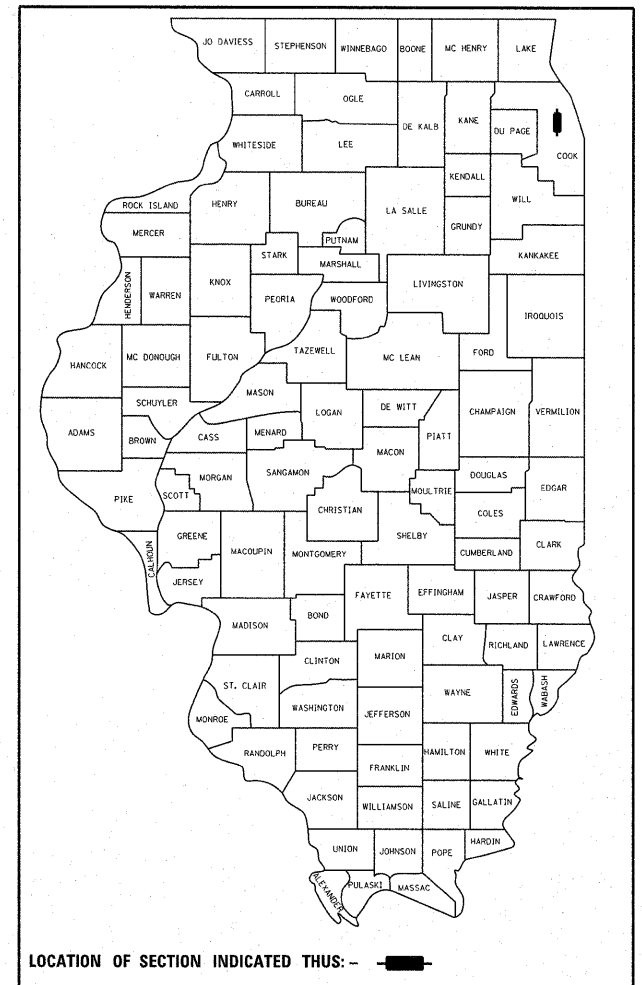 JO DAVIESS
STEPHENSON
WINNEBAGO
BOONE
MC HENRY
LAKE
CARROLL
OGLE
DE KALB
KANE
DU PAGE
COOK
WHITESIDE
LEE
KENDALL
ROCK ISLAND
HENRY
BUREAU
LA SALLE
WILL
GRUNDY
MERCER
PUTNAM
STARK
MARSHALL
KANKAKEE
HENDERSON
WARREN
KNOX
PEORIA
WOODFORD
LIVINGSTON
IROQUOIS
HANCOCK
MC DONOUGH
FULTON
TAZEWELL
MC LEAN
FORD
MASON
SCHUYLER
LOGAN
DE WITT
CHAMPAIGN
VERMILION
ADAMS
BROWN
CASS
MENARD
MACON
PIATT
PIKE
SCOTT
MORGAN
SANGAMON
MOULTRIE
DOUGLAS
EDGAR
CHRISTIAN
COLES
GREENE
MACOUPIN
MONTGOMERY
SHELBY
CUMBERLAND
CLARK
CALHOUN
JERSEY
FAYETTE
EFFINGHAM
JASPER
CRAWFORD
MADISON
BOND
CLAY
RICHLAND
LAWRENCE
CLINTON
MARION
ST. CLAIR
WAYNE
EDWARDS
WABASH
WASHINGTON
MONROE
JEFFERSON
RANDOLPH
PERRY
HAMILTON
WHITE
FRANKLIN
JACKSON
WILLIAMSON
SALINE
GALLATIN
UNION
JOHNSON
POPE
HARDIN
ALEXANDER
PULASKI
MASSAC
LOCATION OF SECTION INDICATED THUS: -